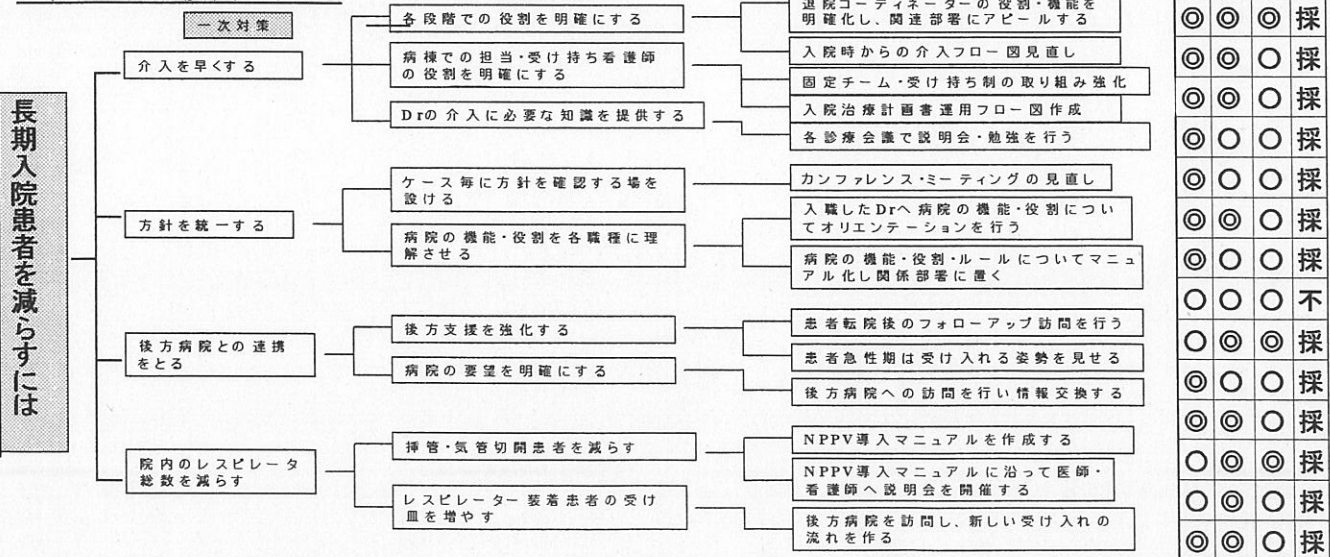 一次対策
長期入院患者を減らすには
介入を早くする
各段階での役割を明確にする
退院コーディネーターの役割・機能を
明確化し、関連部署にアピールする
入院時からの介入フロー図見直し
病棟での担当・受け持ち看護師
の役割を明確にする
固定チーム・受け持ち制の取り組み強化
入院治療計画書運用フロー図作成
Drの介入に必要な知識を提供する
各診療会議で説明会・勉強を行う
方針を統一する
ケース毎に方針を確認する場を
設ける
カンファレンス・ミーティングの見直し
病院の機能・役割を各職種に理
解させる
入職したDrへ病院の機能・役割につい
てオリエンテーションを行う
病院の機能・役割・ルールについてマニュ
アル化し関係部署に置く
後方病院との連携
をとる
後方支援を強化する
患者転院後のフォローアップ訪問を行う
患者急性期は受け入れる姿勢を見せる
病院の要望を明確にする
後方病院への訪問を行い情報交換する
院内のレスピレータ
総数を減らす
挿管・気管切開患者を減らす
NPPV導入マニュアルを作成する
NPPV導入マニュアルに沿って医師・
看護師へ説明会を開催する
レスピレーター装着患者の受け
皿を増やす
後方病院を訪問し、新しい受け入れの
流れを作る
◎ ◎ ◎ 採
◎ ◎ ○ 採
◎ ◎ ○ 採
◎ ○ ○ 採
◎ ○ ○ 採
◎ ◎ ○ 採
◎ ○ ○ 採
○ ○ ○ 不
○ ◎ ◎ 採
◎ ○ ○ 採
◎ ◎ ○ 採
○ ◎ ◎ 採
○ ◎ ○ 採
◎ ◎ ○ 採